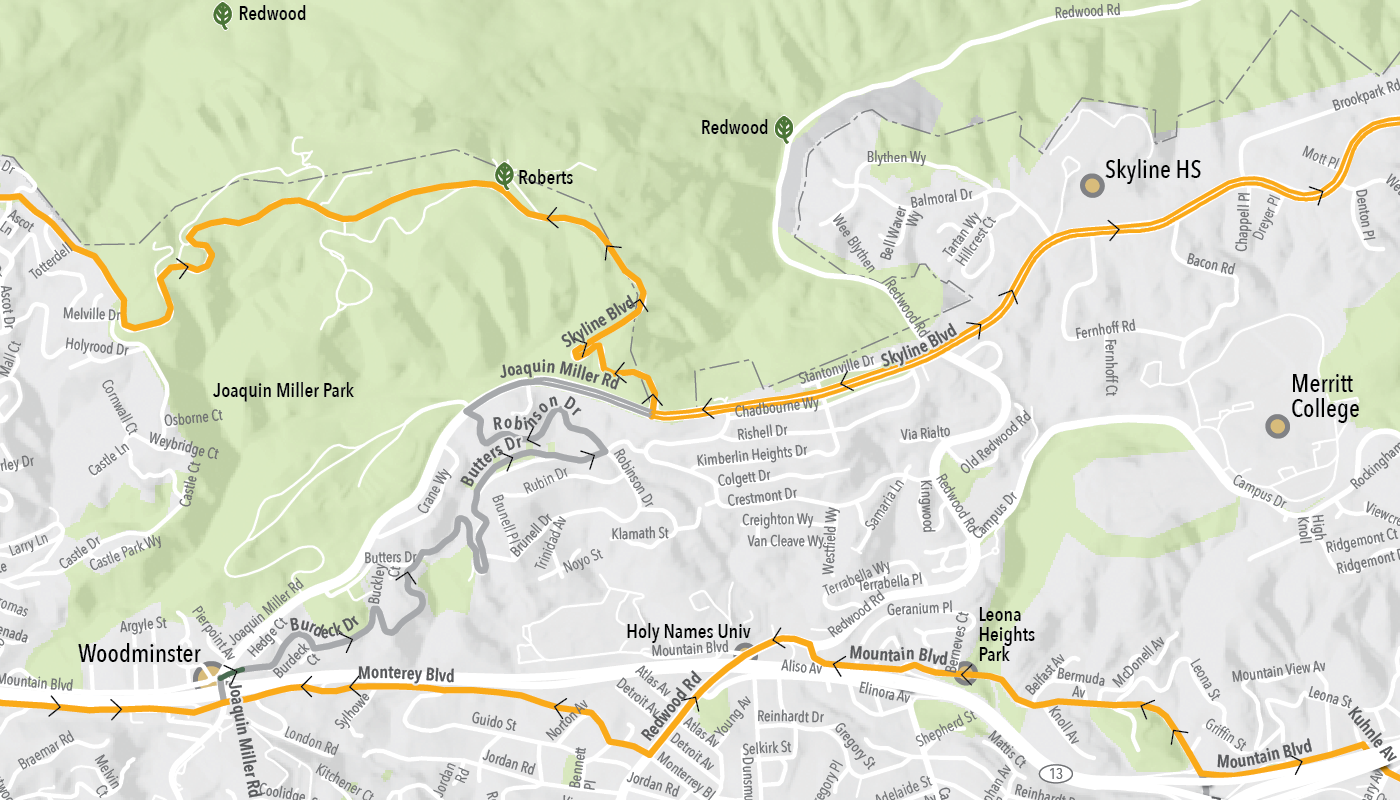 Redwood
Redwood Rd
Brookpark Rd
Redwood
Mott Pl
Blythen Wy
Skyline HS
Dr
Roberts
Balmoral Dr
Denton Pl
Chappell Pl
Dreyer Pl
Ascot
Ln
Wee Blythen
Bell Waver
Wy
Tartan Wy
Hillcrest Ct
Totterdell
Bacon Rd
Ascot Dr
Melville Dr
Skyline Blvd
Redwood Rd
Skyline Blvd
Fernhoff Rd
Holyrood Dr
Mall Ct
Fernhoff Ct
Stantonville Dr
Joaquin Miller Rd
Joaquin Miller Park
Merritt
College
Cornwall Ct
Osborne Ct
Robinson Dr
Chadbourne Wy
Rishell Dr
Via Rialto
Old Redwood Rd
Weybridge Ct
Butters Dr
Kimberlin Heights Dr
Castle Ln
Castle Ct
Crane Wy
Rubin Dr
Robinson Dr
Colgett Dr
Crestmont Dr
Samaria Ln
Kingwood
Redwood Rd
Campus Dr
Campus Dr
Rockingham
Larry Ln
Castle Dr
Castle Park Wy
Brunell Pl
Brunell Dr
Trinidad Av
Klamath St
Creighton Wy
Van Cleave Wy
Westfield Wy
High
Knoll
Viewcrest
Ridgemont Ct
Ridgemont
Butters Dr
Buckley
Ct
Noyo St
Terrabella Wy
Terrabella Pl
Redwood Rd
Geranium Pl
Argyle St
Pierpoint Av
Joaquin Miller Rd
Hedge Ct
Burdeck Dr
Burdeck
Ct
Berneves Ct
Leona
Heights
Park
Woodminster
Holy Names Univ
Mountain Blvd
Mountain Blvd
Mountain Blvd
Monterey Blvd
Aliso Av
Elinora Av
Belfast Av
Bermuda
Av
McDonell Av
Mountain View Av
Leona St
Leona St
Kuhnle Av
Joaquin Miller Rd
Sylhowe
Atlas Av
Detroit Av
Redwood Rd
Guido St
Norton Av
Atlas Av
Young Av
Detroit Av
Reinhardt Dr
Gregory St
Shepherd St
Knoll Av
Griffin St
Mountain Blvd
Braemar Rd
London Rd
Selkirk St
Mattis Ct
Melvin
Ct
Kitchener Ct
Coolidge
Jordan
Rd
Jordan Rd
Bennett
Pl
Jordan Rd
Monterey Bl
Gregory Pl
Adelaide St
13